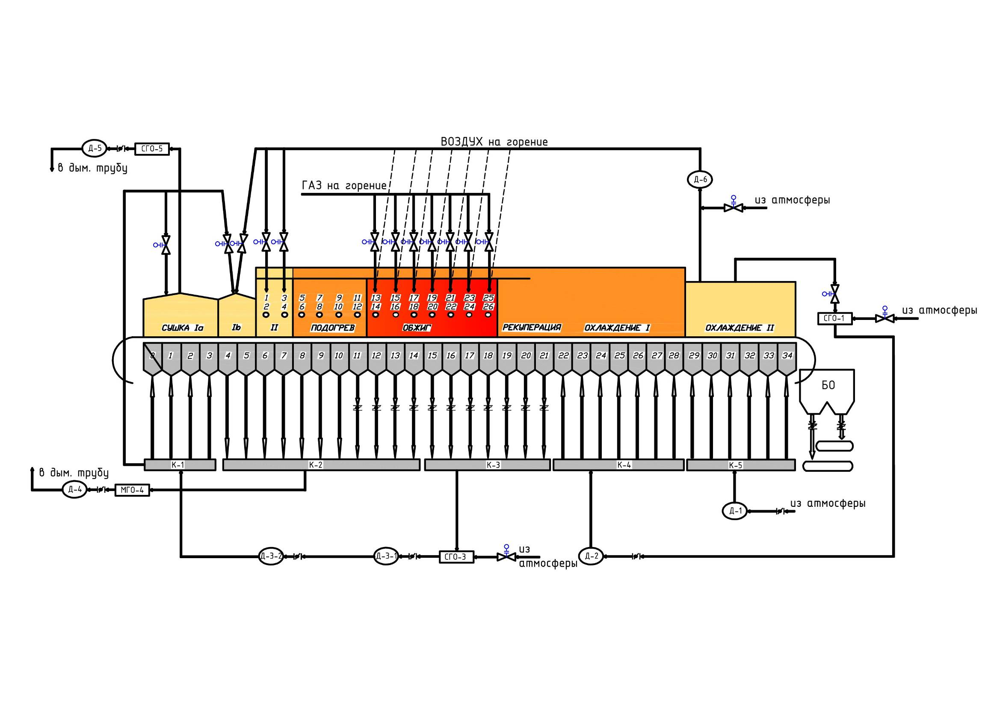 ВОЗДУХ на горение
Д-5
СГО-5
в дым. трубу
Д-6
ГАЗ на горение
из атмосферы
1 3 5 7 9 11 13 15 17 19 21 23 25
2 4 6 8 10 12 14 16 18 20 22 24 26
из атмосферы
СГО-1
СУШКА Iа Ib II ПОДОГРЕВ ОБЖИГ РЕКУПЕРАЦИЯ ОХЛАЖДЕНИЕ I ОХЛАЖДЕНИЕ II
0 1 2 3 4 5 6 7 8 9 10 11 12 13 14 15 16 17 18 19 20 21 22 23 24 25 26 27 28 29 30 31 32 33 34
БО
К-1 К-2 К-3 К-4 К-5
в дым. трубу
Д-4
МГО-4
из атмосферы
Д-1
Д-3-2
Д-3-1
СГО-3
из
атмосферы
Д-2